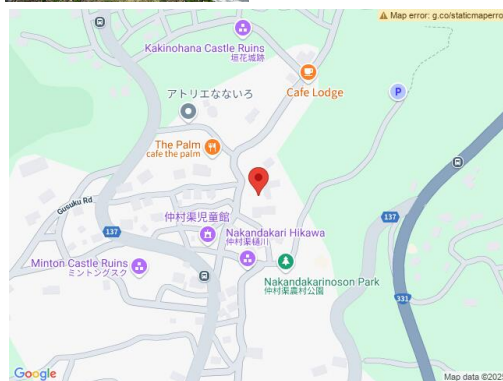 Map error: g.co/staticmaperro
Kakinohana Castle Ruins
垣花城跡
P
アトリエなないろ
Cafe Lodge
The Palm
cafe the palm
Gusuku Rd
137
仲村渠児童館
Nakandakari Hikawa
仲村渠樋川
137
Minton Castle Ruins
ミントングスク
Nakandakarinoson Park
仲村渠農村公園
331
Google
Map data ©202